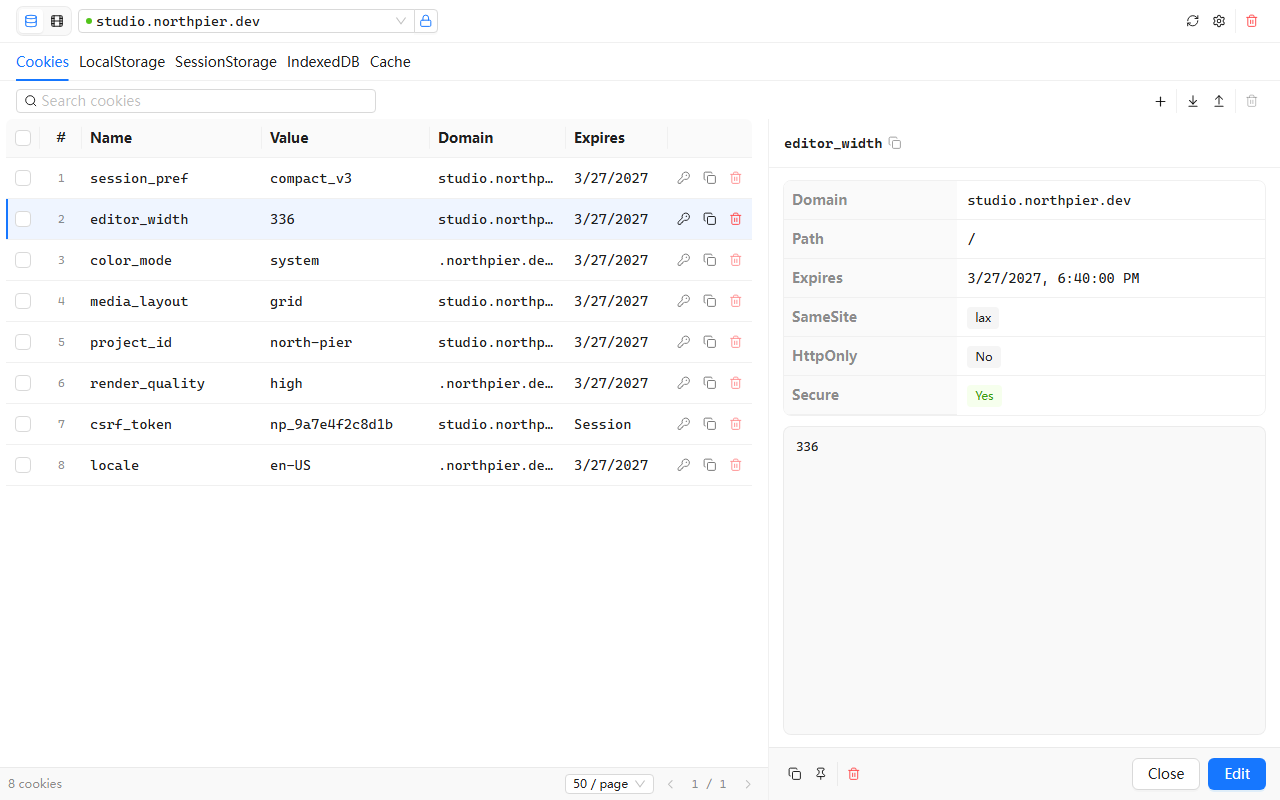 studio.northpier.dev
Cookies LocalStorage SessionStorage IndexedDB Cache
Search cookies
# Name Value Domain Expires
1 session_pref compact_v3 studio.northp… 3/27/2027
2 editor_width 336 studio.northp… 3/27/2027
3 color_mode system .northpier.de… 3/27/2027
4 media_layout grid studio.northp… 3/27/2027
5 project_id north-pier studio.northp… 3/27/2027
6 render_quality high .northpier.de… 3/27/2027
7 csrf_token np_9a7e4f2c8d1b studio.northp… Session
8 locale en-US .northpier.de… 3/27/2027
8 cookies
50 / page
1 / 1
editor_width
Domain studio.northpier.dev
Path /
Expires 3/27/2027, 6:40:00 PM
SameSite lax
HttpOnly No
Secure Yes
336
Close Edit